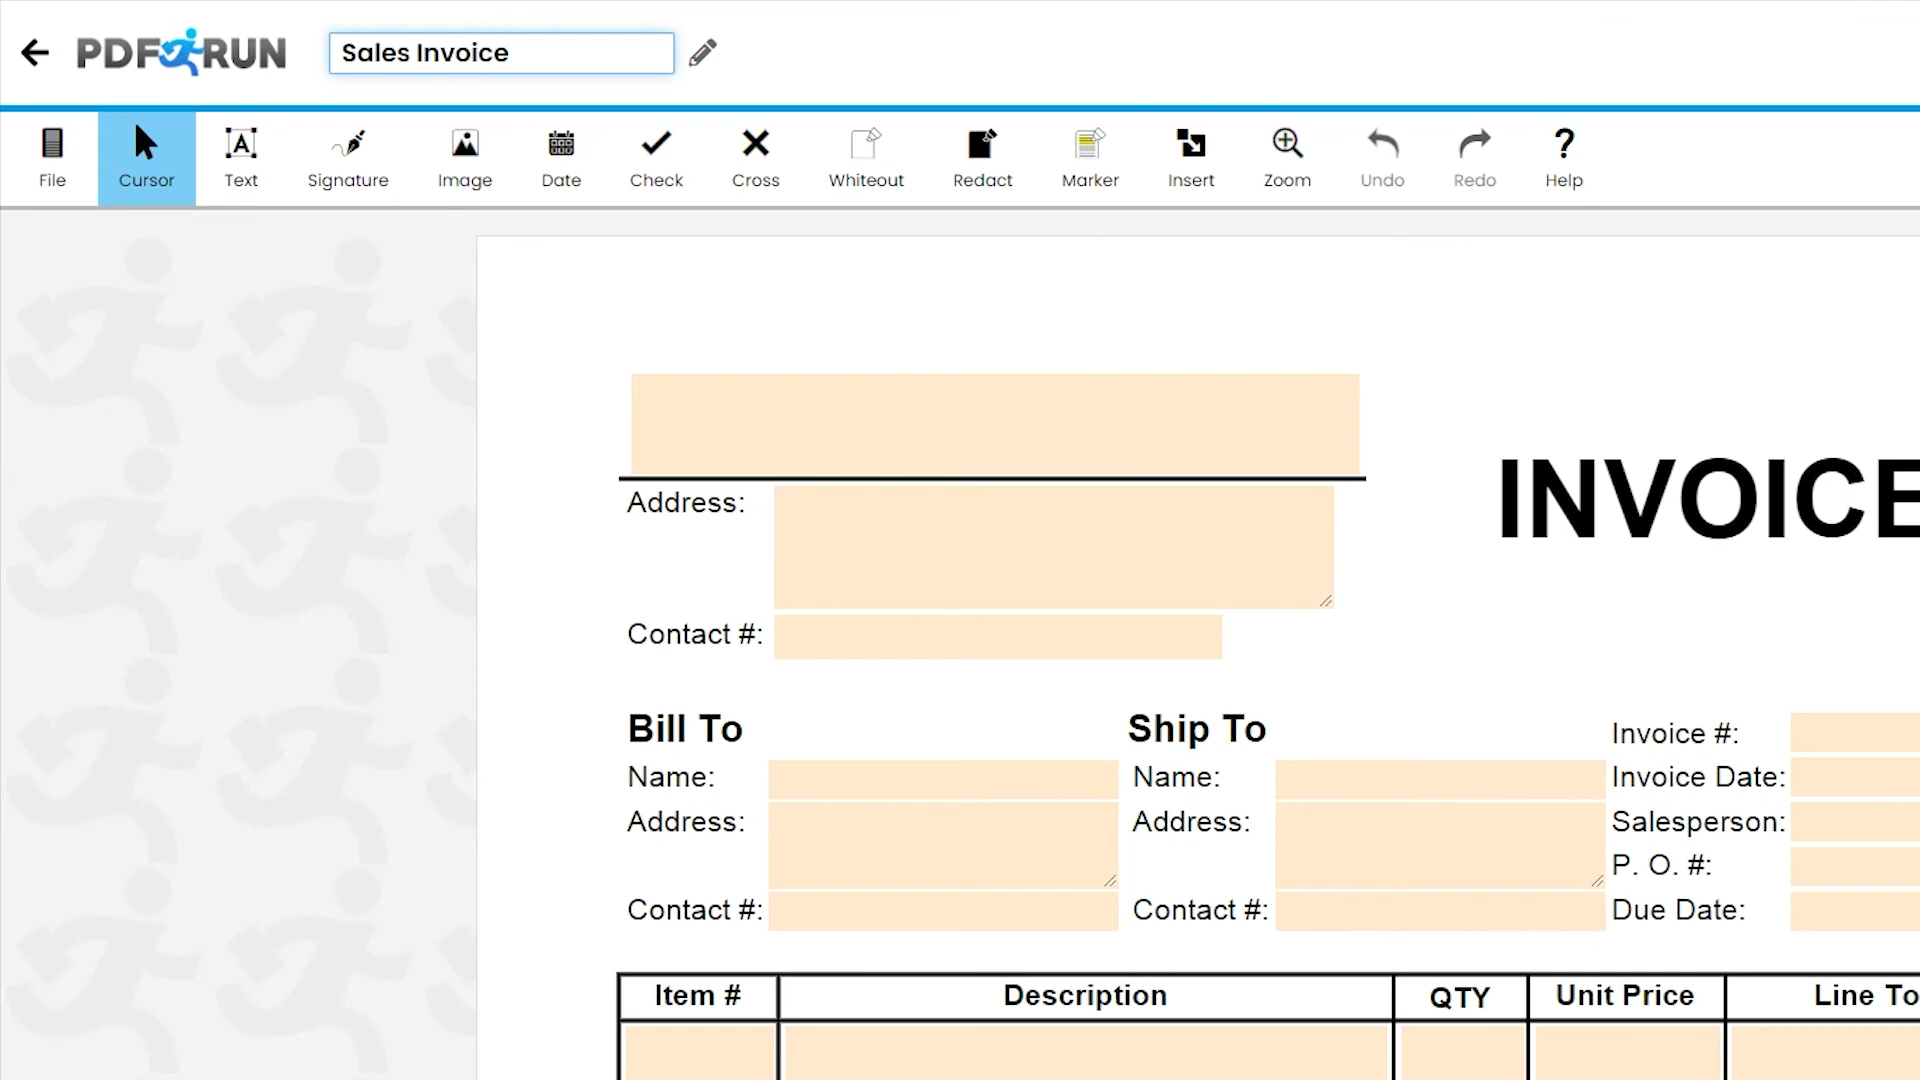 PDF RUN
Sales Invoice
File Cursor Text Signature Image Date Check Cross Whiteout Redact Marker Insert Zoom Undo Redo Help
INVOICE
Address:
Contact #:
Bill To Ship To
Invoice #:
Name: Name: Invoice Date:
Address: Address: Salesperson:
P. O. #:
Contact #: Contact #: Due Date:
Item # Description QTY Unit Price Line To